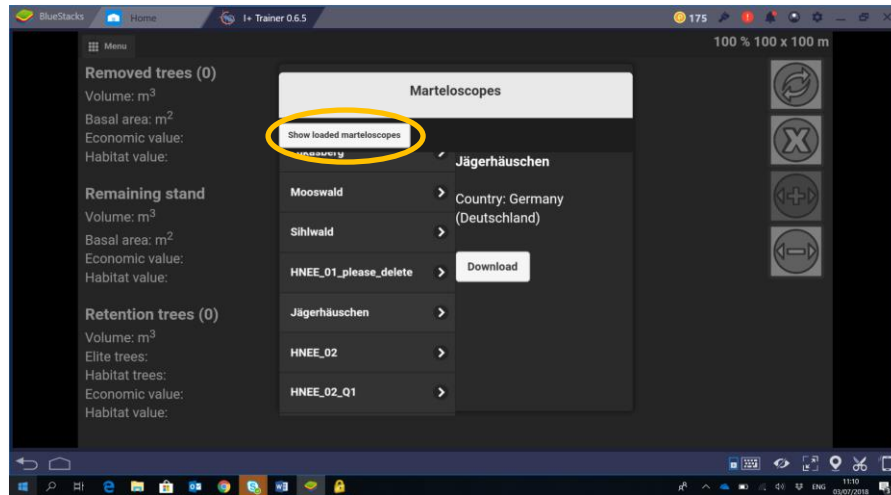 BlueStacks Home I+ Trainer 0.6.5 175
Menu 100 % 100 x 100 m
Removed trees (0)
Volume: m³
Basal area: m²
Economic value:
Habitat value:
Remaining stand
Volume: m³
Basal area: m²
Economic value:
Habitat value:
Retention trees (0)
Volume: m³
Elite trees:
Habitat trees:
Economic value:
Habitat value:
Marteloscopes
Show loaded marteloscopes
Mooswald
Sihlwald
HNEE_01_please_delete
Jägerhäuschen
HNEE_02
HNEE_02_Q1
Jägerhäuschen
Country: Germany
(Deutschland)
Download
ENG
11:10
03/07/2018